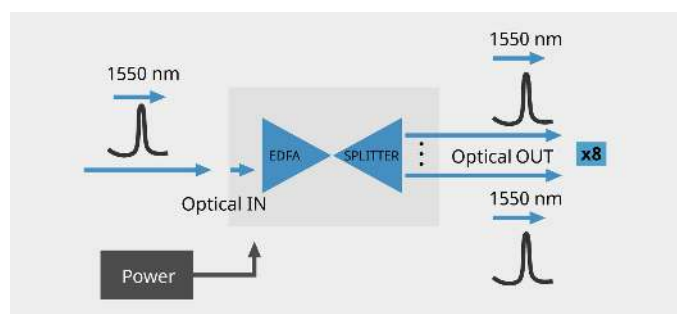 1550 nm
1550 nm
EDFA
SPLITTER
Optical OUT
x8
Optical IN
1550 nm
Power